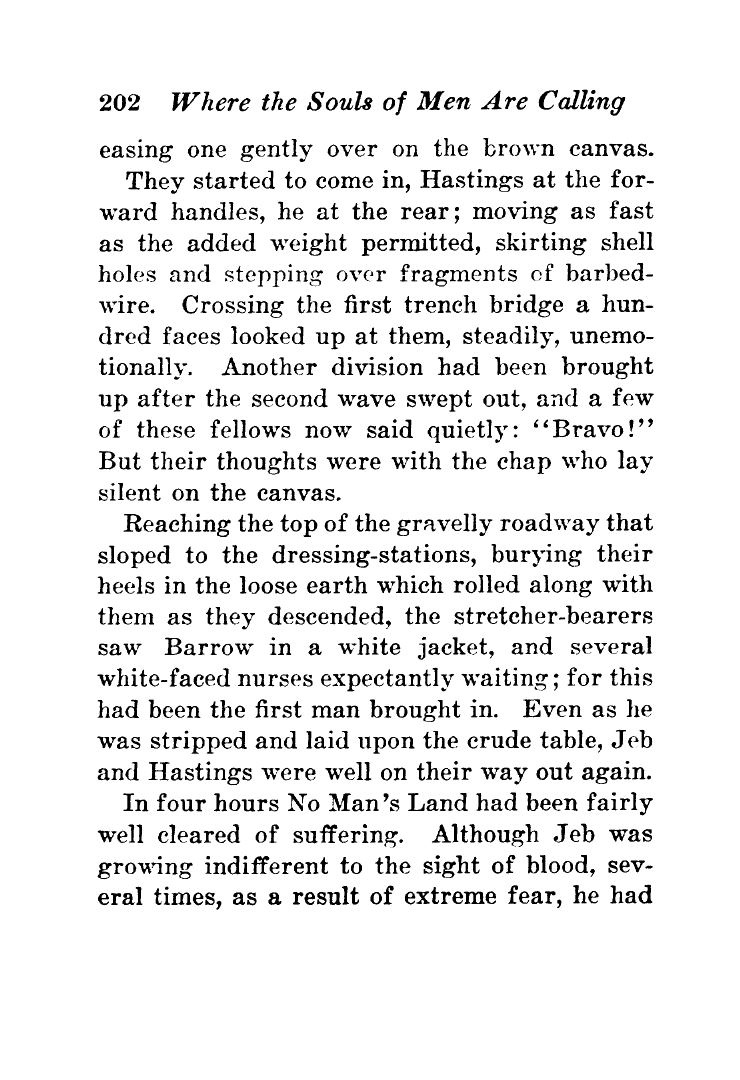 202 Where the Souls of Men Are Calling
easing one gently over on the brown canvas.
They started to come in, Hastings at the for-
ward handles, he at the rear; moving as fast
as the added weight permitted, skirting shell
holes and stepping over fragments of barbed-
wire. Crossing the first trench bridge a hun-
dred faces looked up at them, steadily, unemo-
tionally. Another division had been brought
up after the second wave swept out, and a few
of these fellows now said quietly: “Bravo!”
But their thoughts were with the chap who lay
silent on the canvas.
Reaching the top of the gravelly roadway that
sloped to the dressing-stations, burying their
heels in the loose earth which rolled along with
them as they descended, the stretcher-bearers
saw Barrow in a white jacket, and several
white-faced nurses expectantly waiting; for this
had been the first man brought in. Even as he
was stripped and laid upon the crude table, Jeb
and Hastings were well on their way out again.
In four hours No Man's Land had been fairly
well cleared of suffering. Although Jeb was
growing indifferent to the sight of blood, sev-
eral times, as a result of extreme fear, he had